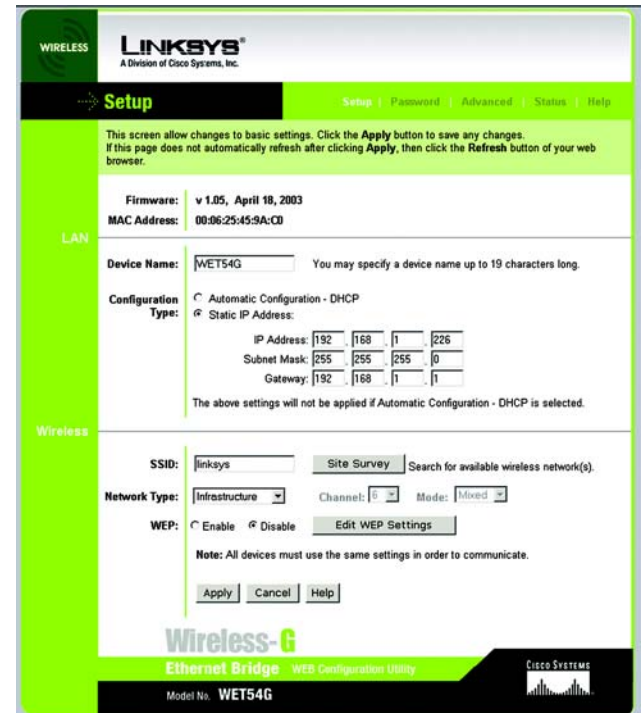 WIRELESS
LINKSYS®
A Division of Cisco Systems, Inc.
Setup
Setup | Password | Advanced | Status | Help
This screen allow changes to basic settings. Click the Apply button to save any changes.
If this page does not automatically refresh after clicking Apply, then click the Refresh button of your web
browser.
Firmware: v 1.05, April 18, 2003
MAC Address: 00:06:25:45:9A:C0
LAN
Device Name: WET54G You may specify a device name up to 19 characters long.
Configuration Type: Automatic Configuration - DHCP
Static IP Address:
IP Address: 192 . 168 . 1 . 226
Subnet Mask: 255 . 255 . 255 . 0
Gateway: 192 . 168 . 1 . 1
The above settings will not be applied if Automatic Configuration - DHCP is selected.
Wireless
SSID: linksys Site Survey Search for available wireless network(s).
Network Type: Infrastructure Channel: 6 Mode: Mixed
WEP: Enable Disable Edit WEP Settings
Note: All devices must use the same settings in order to communicate.
Apply Cancel Help
Wireless-G
Ethernet Bridge WEB Configuration Utility
CISCO SYSTEMS
Model No. WET54G